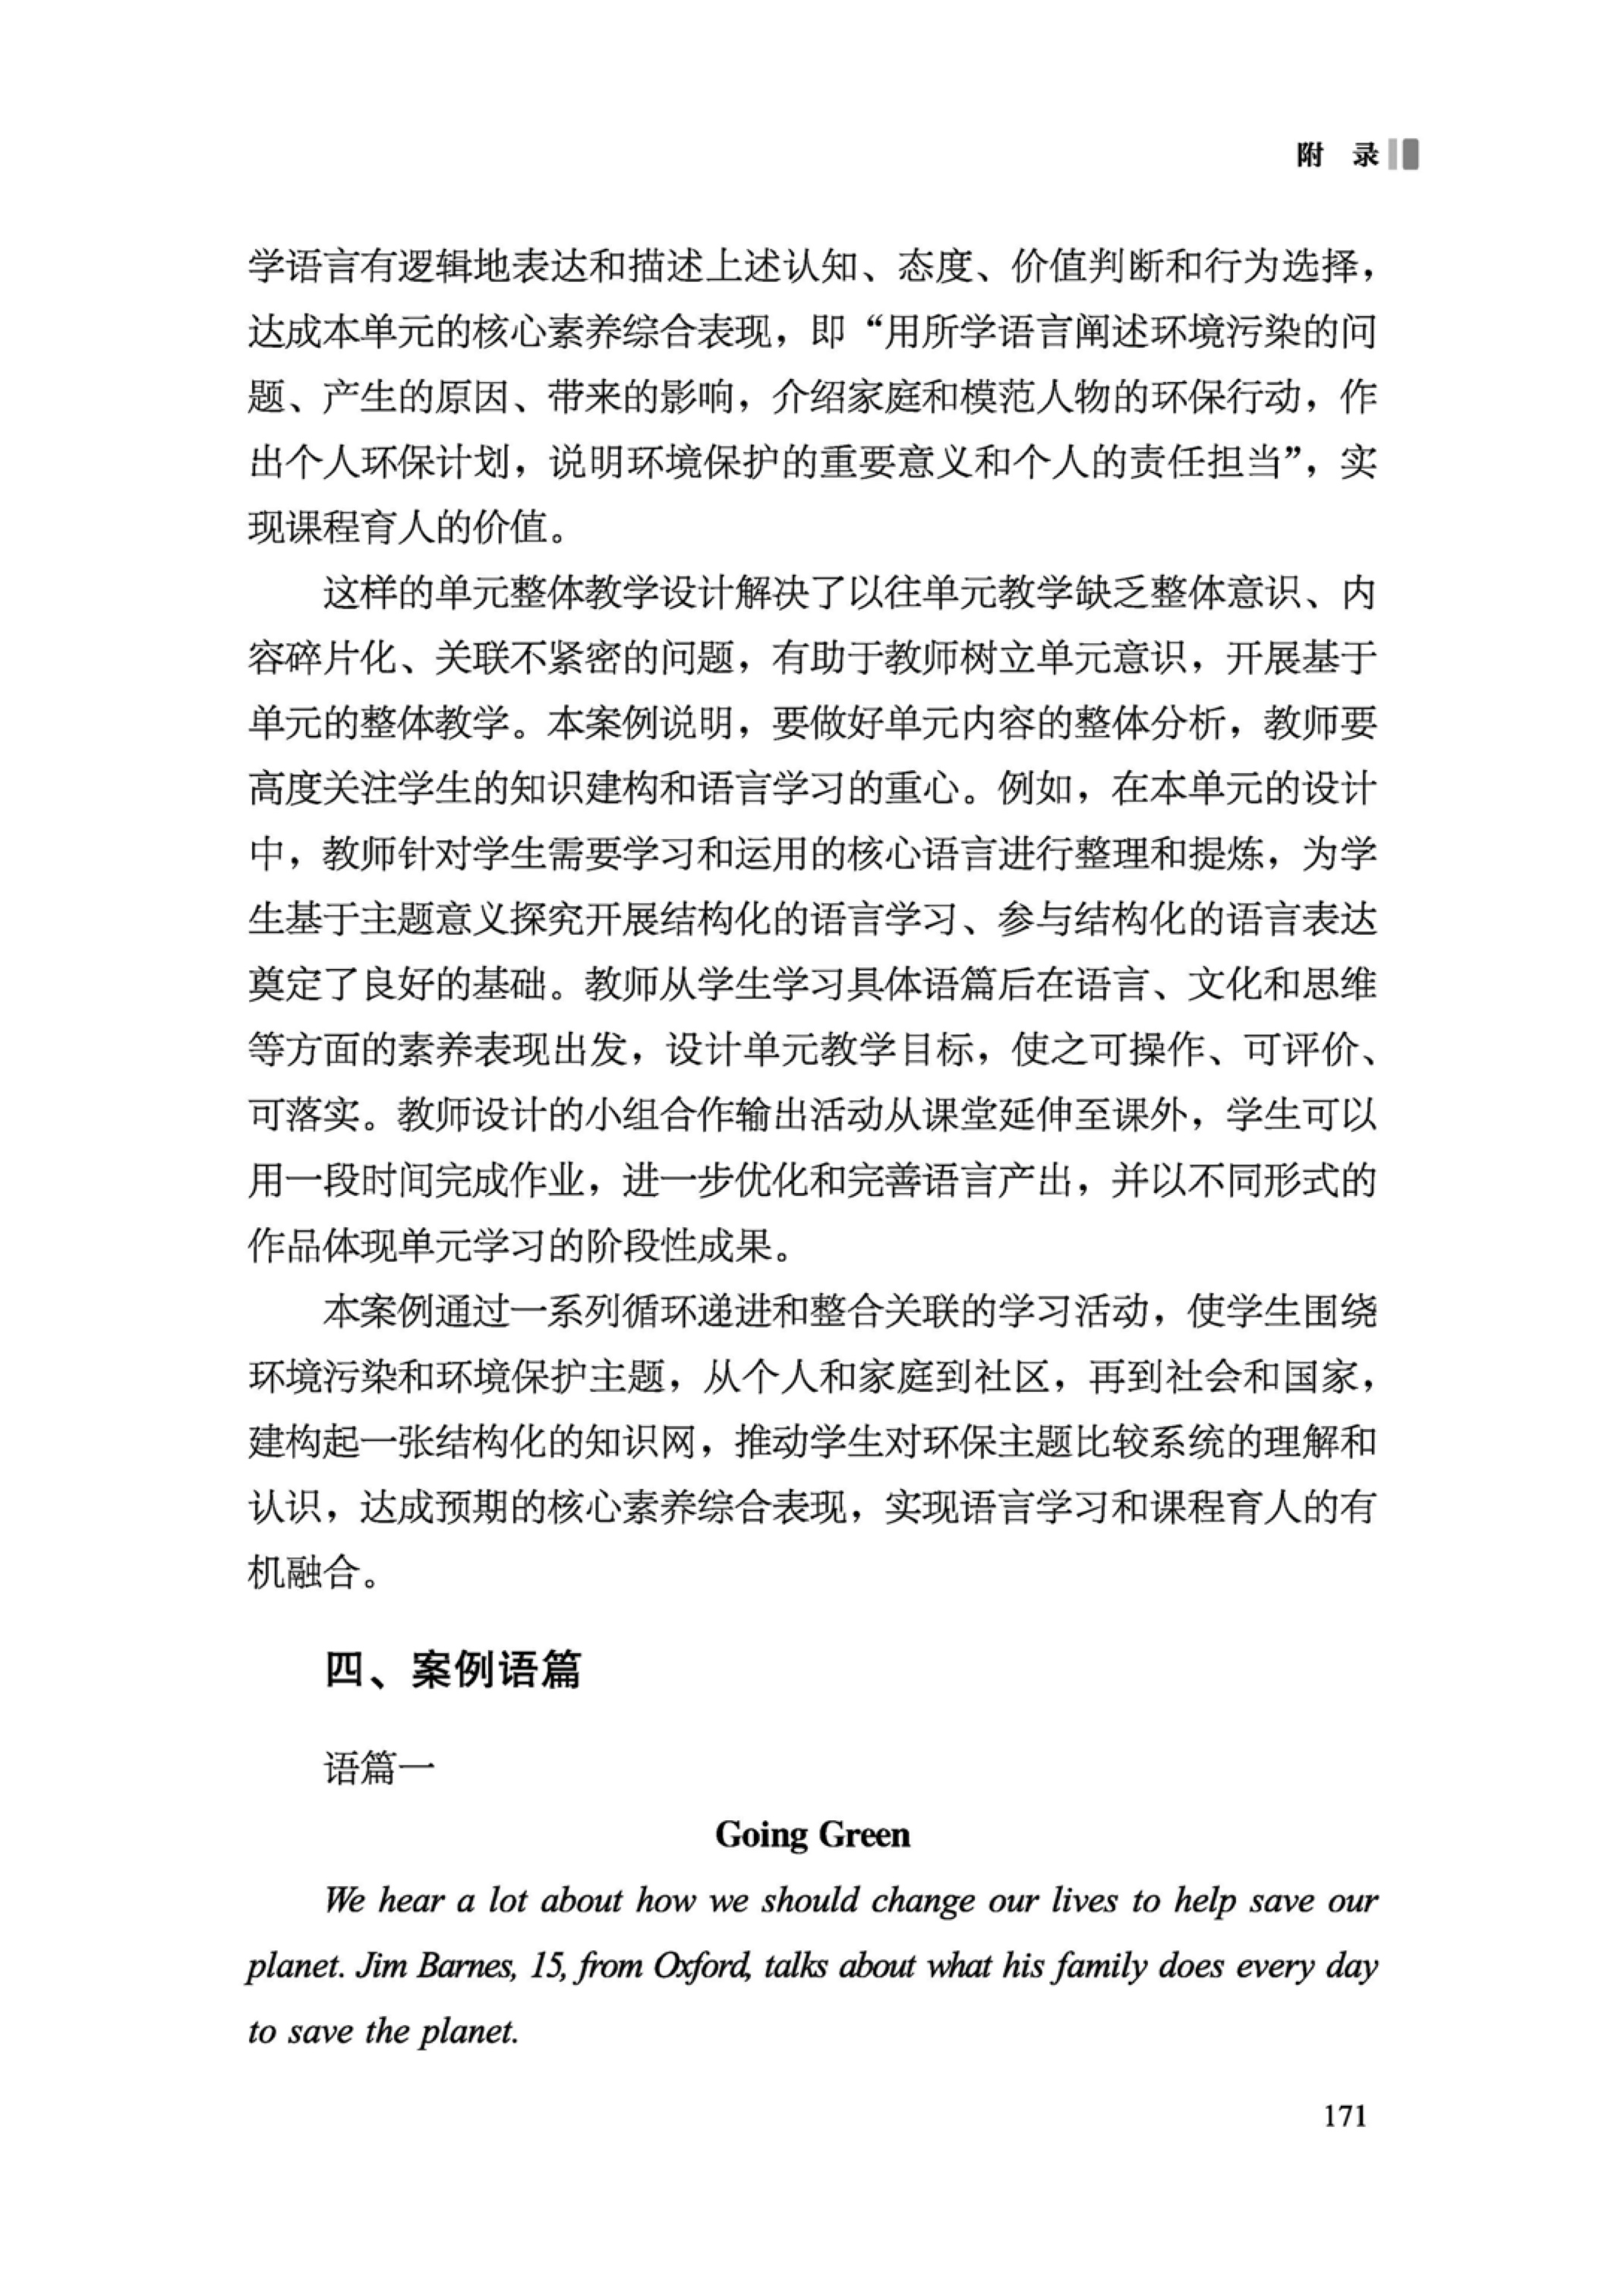 附 录
学语言有逻辑地表达和描述上述认知、态度、价值判断和行为选择，
达成本单元的核心素养综合表现，即“用所学语言阐述环境污染的问
题、产生的原因、带来的影响，介绍家庭和模范人物的环保行动，作
出个人环保计划，说明环境保护的重要意义和个人的责任担当”，实
现课程育人的价值。
这样的单元整体教学设计解决了以往单元教学缺乏整体意识、内
容碎片化、关联不紧密的问题，有助于教师树立单元意识，开展基于
单元的整体教学。本案例说明，要做好单元内容的整体分析，教师要
高度关注学生的知识建构和语言学习的重心。例如，在本单元的设计
中，教师针对学生需要学习和运用的核心语言进行整理和提炼，为学
生基于主题意义探究开展结构化的语言学习、参与结构化的语言表达
奠定了良好的基础。教师从学生学习具体语篇后在语言、文化和思维
等方面的素养表现出发，设计单元教学目标，使之可操作、可评价、
可落实。教师设计的小组合作输出活动从课堂延伸至课外，学生可以
用一段时间完成作业，进一步优化和完善语言产出，并以不同形式的
作品体现单元学习的阶段性成果。
本案例通过一系列循环递进和整合关联的学习活动，使学生围绕
环境污染和环境保护主题，从个人和家庭到社区，再到社会和国家，
建构起一张结构化的知识网，推动学生对环保主题比较系统的理解和
认识，达成预期的核心素养综合表现，实现语言学习和课程育人的有
机融合。
四、案例语篇
语篇一
Going Green
We hear a lot about how we should change our lives to help save our
planet. Jim Barnes, 15, from Oxford, talks about what his family does every day
to save the planet.
171